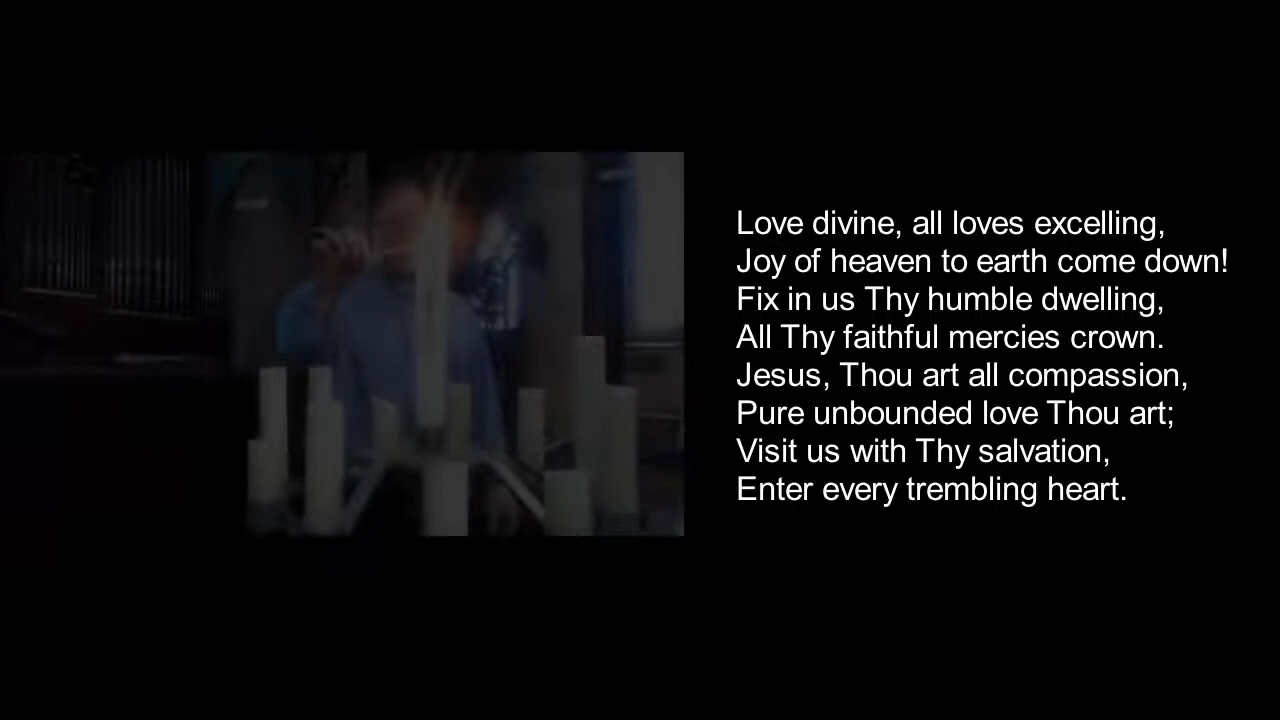 Love divine, all loves excelling,
Joy of heaven to earth come down!
Fix in us Thy humble dwelling,
All Thy faithful mercies crown.
Jesus, Thou art all compassion,
Pure unbounded love Thou art;
Visit us with Thy salvation,
Enter every trembling heart.